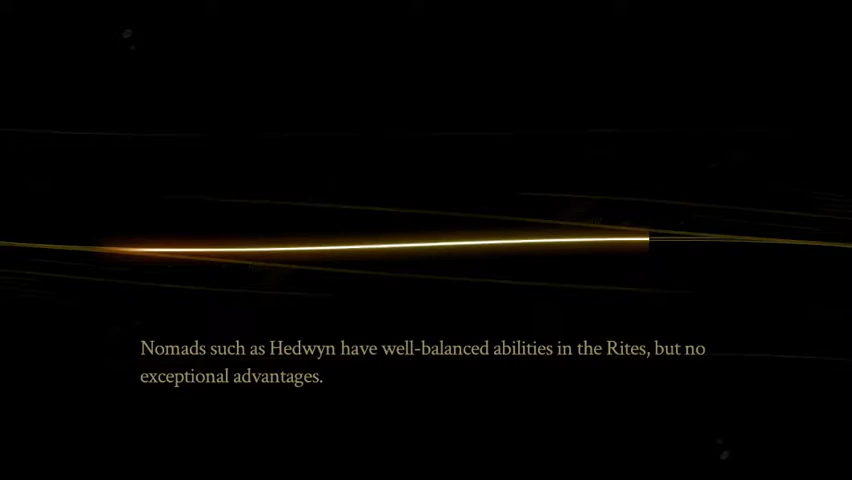 Nomads such as Hedwyn have well-balanced abilities in the Rites, but no
exceptional advantages.